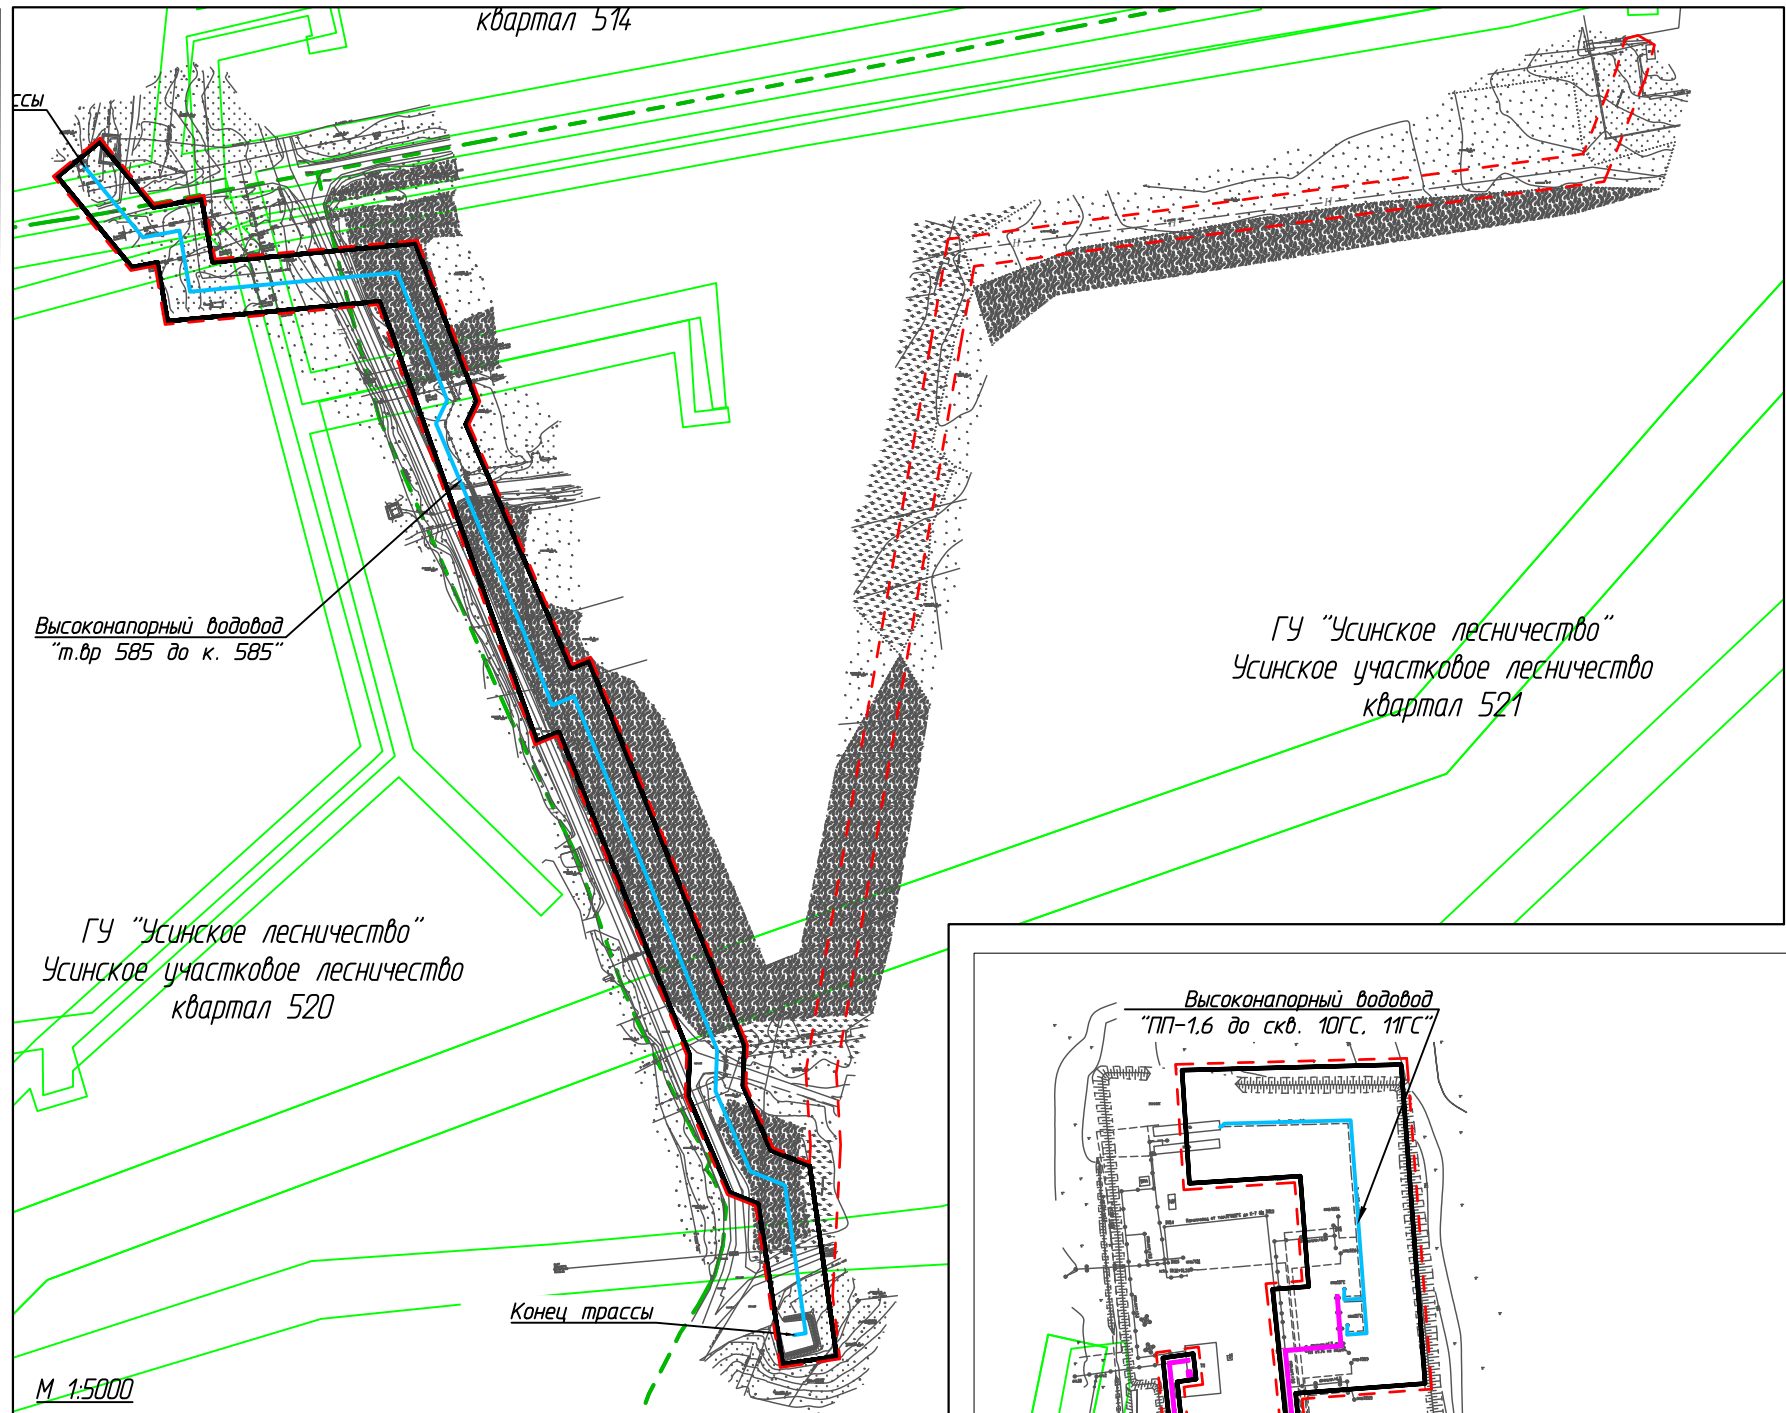 квартал 514
ссы
Высоконапорный водовод
"т.вр 585 до к. 585"
ГУ "Усинское лесничество"
Усинское участковое лесничество
квартал 521
ГУ "Усинское лесничество"
Усинское участковое лесничество
квартал 520
Высоконапорный водовод
"ПП-1,6 до скв. 10ГС, 11ГС"
Конец трассы
М 1:5000